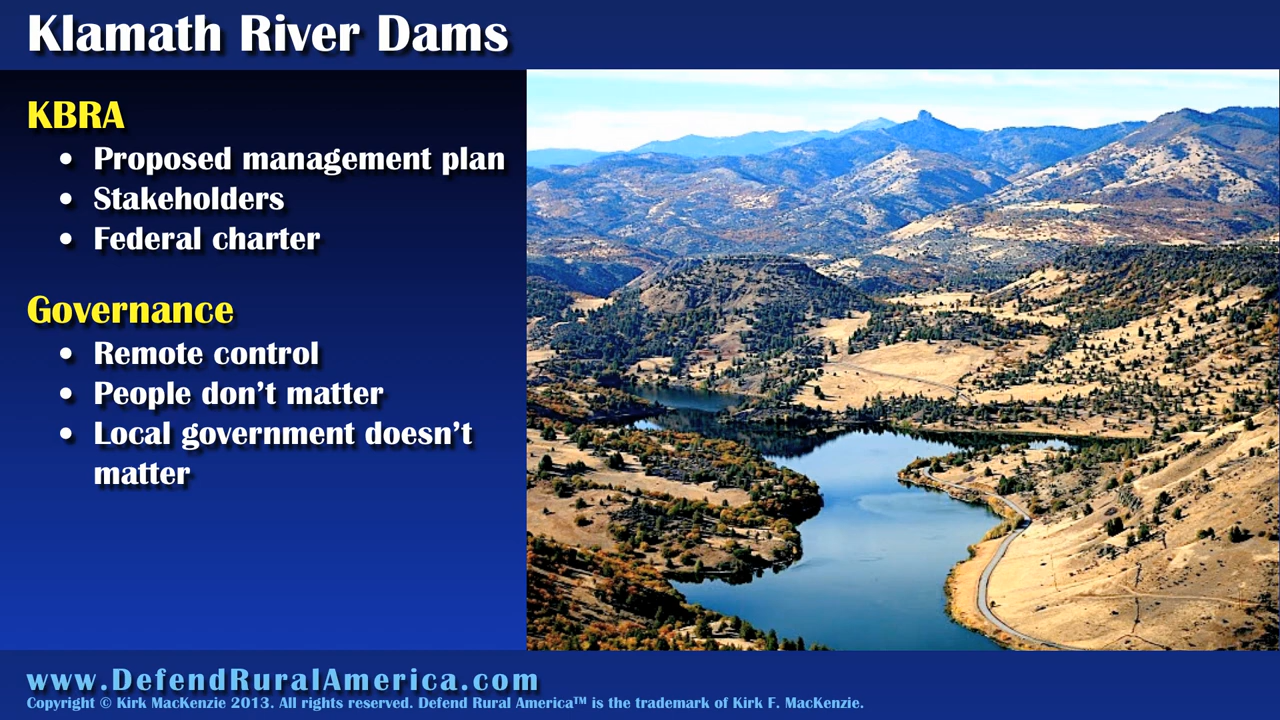 Klamath River Dams
KBRA
• Proposed management plan
• Stakeholders
• Federal charter
Governance
• Remote control
• People don’t matter
• Local government doesn’t
matter
www.DefendRuralAmerica.com
Copyright © Kirk MacKenzie 2013. All rights reserved. Defend Rural America™ is the trademark of Kirk F. MacKenzie.